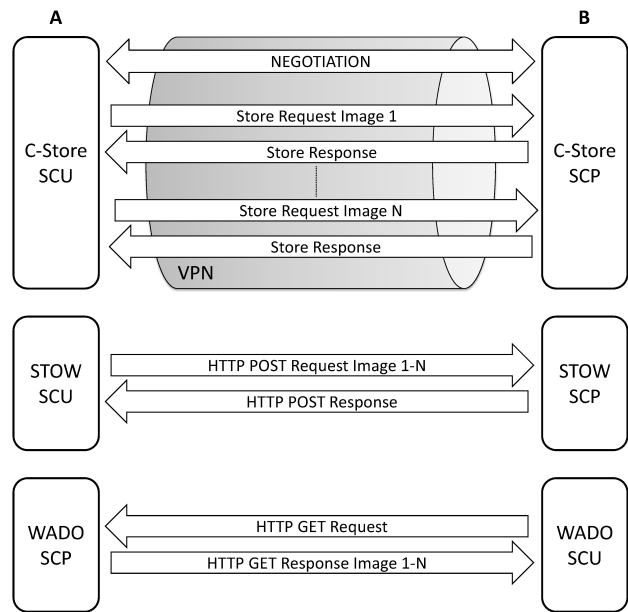 A
B
NEGOTIATION
Store Request Image 1
C-Store
SCU
Store Response
C-Store
SCP
Store Request Image N
Store Response
VPN
STOW
SCU
HTTP POST Request Image 1-N
HTTP POST Response
STOW
SCP
WADO
SCP
HTTP GET Request
HTTP GET Response Image 1-N
WADO
SCU